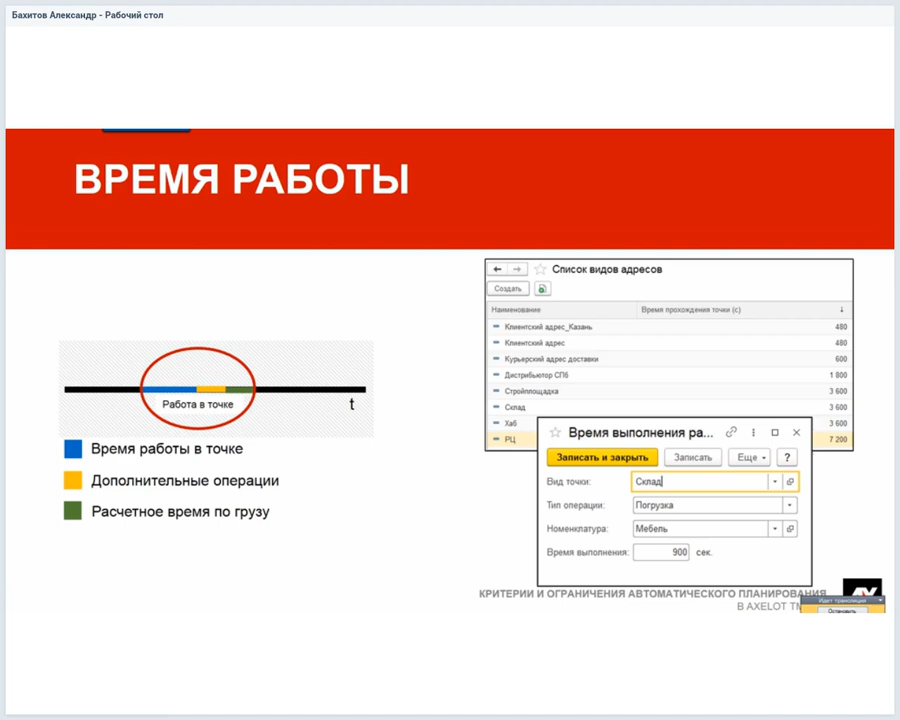 Бахитов Александр - Рабочий стол
ВРЕМЯ РАБОТЫ
Работа в точке
t
Время работы в точке
Дополнительные операции
Расчетное время по грузу
Список видов адресов
Создать
Наименование Время прохождения точки (с)
Клиентский адрес_Казань 480
Клиентский адрес 480
Курьерский адрес доставки 600
Дистрибьютор СПб 1 800
Стройплощадка 3 600
Склад 3 600
Хаб 3 600
РЦ 7 200
Время выполнения ра...
Записать и закрыть Записать Еще ?
Вид точки: Склад
Тип операции: Погрузка
Номенклатура: Мебель
Время выполнения: 900 сек.
КРИТЕРИИ И ОГРАНИЧЕНИЯ АВТОМАТИЧЕСКОГО ПЛАНИРОВАНИЯ
В AXELOT TM
Идет трансляция
Остановить